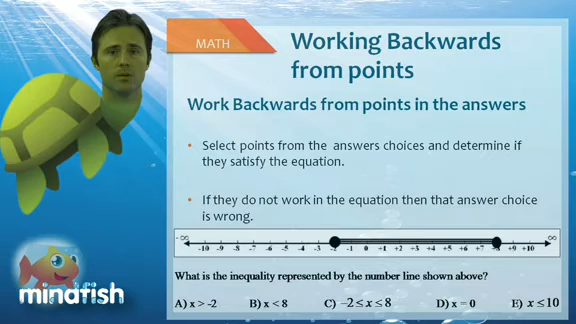 MATH
Working Backwards
from points
Work Backwards from points in the answers
• Select points from the answers choices and determine if
they satisfy the equation.
• If they do not work in the equation then that answer choice
is wrong.
-∞ ∞
-10 -9 -8 -7 -6 -5 -4 -3 -1 0 +1 +2 +3 +4 +5 +6 +7 +9 +10
What is the inequality represented by the number line shown above?
A) x > -2 B) x < 8 C) -2 ≤ x ≤ 8 D) x = 0 E) x ≤ 10
mindfish